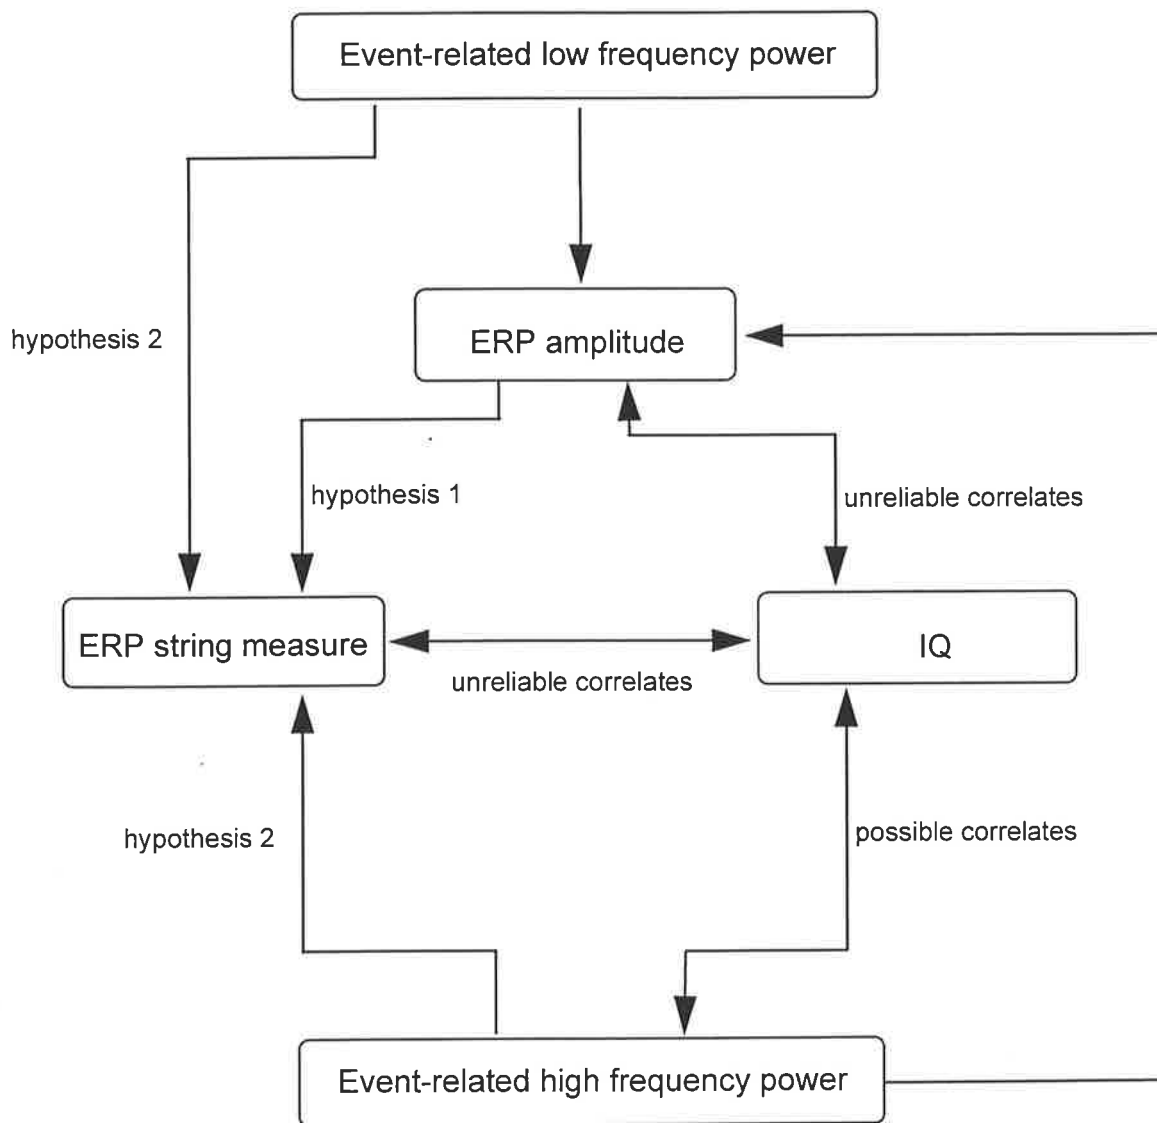 Event-related low frequency power
hypothesis 2
ERP amplitude
hypothesis 1
unreliable correlates
ERP string measure
unreliable correlates
IQ
hypothesis 2
possible correlates
Event-related high frequency power